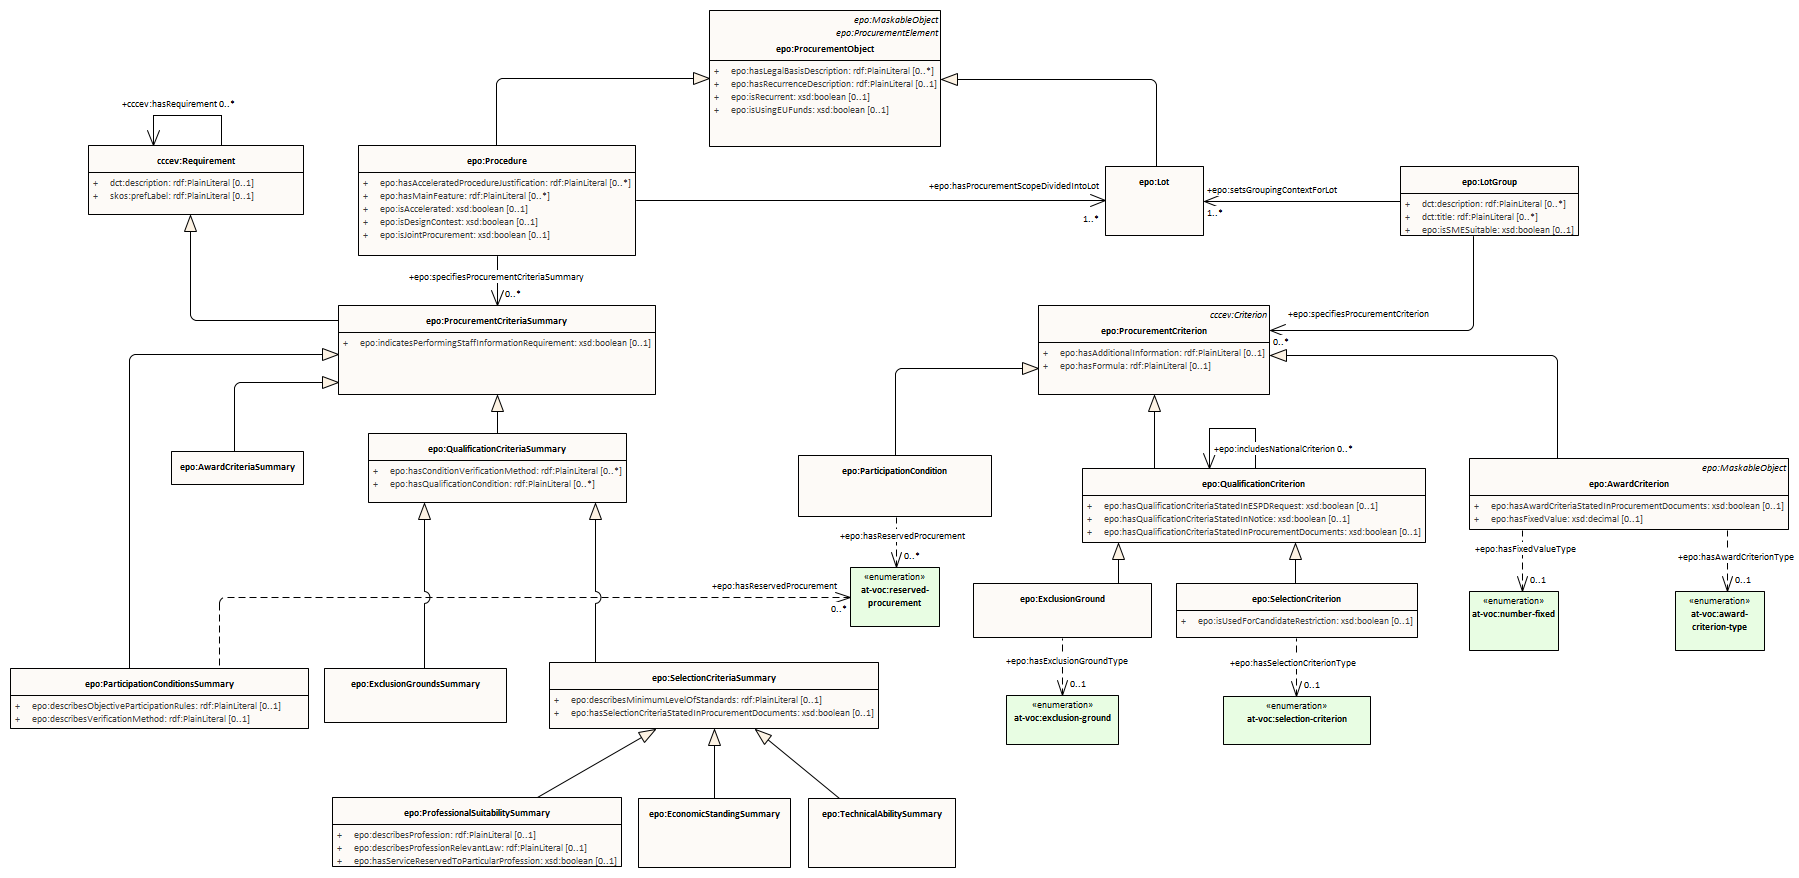 epo:MaskableObject
epo:ProcurementElement
epo:ProcurementObject
+ epo:hasLegalBasisDescription: rdf:PlainLiteral [0..*]
+ epo:hasRecurrenceDescription: rdf:PlainLiteral [0..1]
+ epo:isRecurrent: xsd:boolean [0..1]
+ epo:isUsingEUFunds: xsd:boolean [0..1]
+cccev:hasRequirement 0..*
cccev:Requirement
+ dct:description: rdf:PlainLiteral [0..1]
+ skos:prefLabel: rdf:PlainLiteral [0..1]
epo:Procedure
+ epo:hasAcceleratedProcedureJustification: rdf:PlainLiteral [0..*]
+ epo:hasMainFeature: rdf:PlainLiteral [0..*]
+ epo:isAccelerated: xsd:boolean [0..1]
+ epo:isDesignContest: xsd:boolean [0..1]
+ epo:isJointProcurement: xsd:boolean [0..1]
+epo:hasProcurementScopeDividedIntoLot
1..*
epo:Lot
+epo:setsGroupingContextForLot
1..*
epo:LotGroup
+ dct:description: rdf:PlainLiteral [0..*]
+ dct:title: rdf:PlainLiteral [0..*]
+ epo:isSMESuitable: xsd:boolean [0..1]
+epo:specifiesProcurementCriteriaSummary
0..*
epo:ProcurementCriteriaSummary
+ epo:indicatesPerformingStaffInformationRequirement: xsd:boolean [0..1]
cccev:Criterion
epo:ProcurementCriterion
+ epo:hasAdditionalInformation: rdf:PlainLiteral [0..1]
+ epo:hasFormula: rdf:PlainLiteral [0..1]
+epo:specifiesProcurementCriterion
0..*
epo:AwardCriteriaSummary
epo:QualificationCriteriaSummary
+ epo:hasConditionVerificationMethod: rdf:PlainLiteral [0..*]
+ epo:hasQualificationCondition: rdf:PlainLiteral [0..*]
epo:ParticipationCondition
+epo:includesNationalCriterion 0..*
epo:QualificationCriterion
+ epo:hasQualificationCriteriaStatedInESPDRequest: xsd:boolean [0..1]
+ epo:hasQualificationCriteriaStatedInNotice: xsd:boolean [0..1]
+ epo:hasQualificationCriteriaStatedInProcurementDocuments: xsd:boolean [0..1]
epo:MaskableObject
epo:AwardCriterion
+ epo:hasAwardCriteriaStatedInProcurementDocuments: xsd:boolean [0..1]
+ epo:hasFixedValue: xsd:decimal [0..1]
+epo:hasReservedProcurement
0..*
+epo:hasFixedValueType
0..1
+epo:hasAwardCriterionType
0..1
+epo:hasReservedProcurement
0..*
«enumeration»
at-voc:reserved-
procurement
epo:ExclusionGround
epo:SelectionCriterion
+ epo:isUsedForCandidateRestriction: xsd:boolean [0..1]
«enumeration»
at-voc:number-fixed
«enumeration»
at-voc:award-
criterion-type
+epo:hasExclusionGroundType
0..1
+epo:hasSelectionCriterionType
0..1
epo:ParticipationConditionsSummary
+ epo:describesObjectiveParticipationRules: rdf:PlainLiteral [0..1]
+ epo:describesVerificationMethod: rdf:PlainLiteral [0..1]
epo:ExclusionGroundsSummary
epo:SelectionCriteriaSummary
+ epo:describesMinimumLevelOfStandards: rdf:PlainLiteral [0..1]
+ epo:hasSelectionCriteriaStatedInProcurementDocuments: xsd:boolean [0..1]
«enumeration»
at-voc:exclusion-ground
«enumeration»
at-voc:selection-criterion
epo:ProfessionalSuitabilitySummary
+ epo:describesProfession: rdf:PlainLiteral [0..1]
+ epo:describesProfessionRelevantLaw: rdf:PlainLiteral [0..1]
+ epo:hasServiceReservedToParticularProfession: xsd:boolean [0..1]
epo:EconomicStandingSummary
epo:TechnicalAbilitySummary